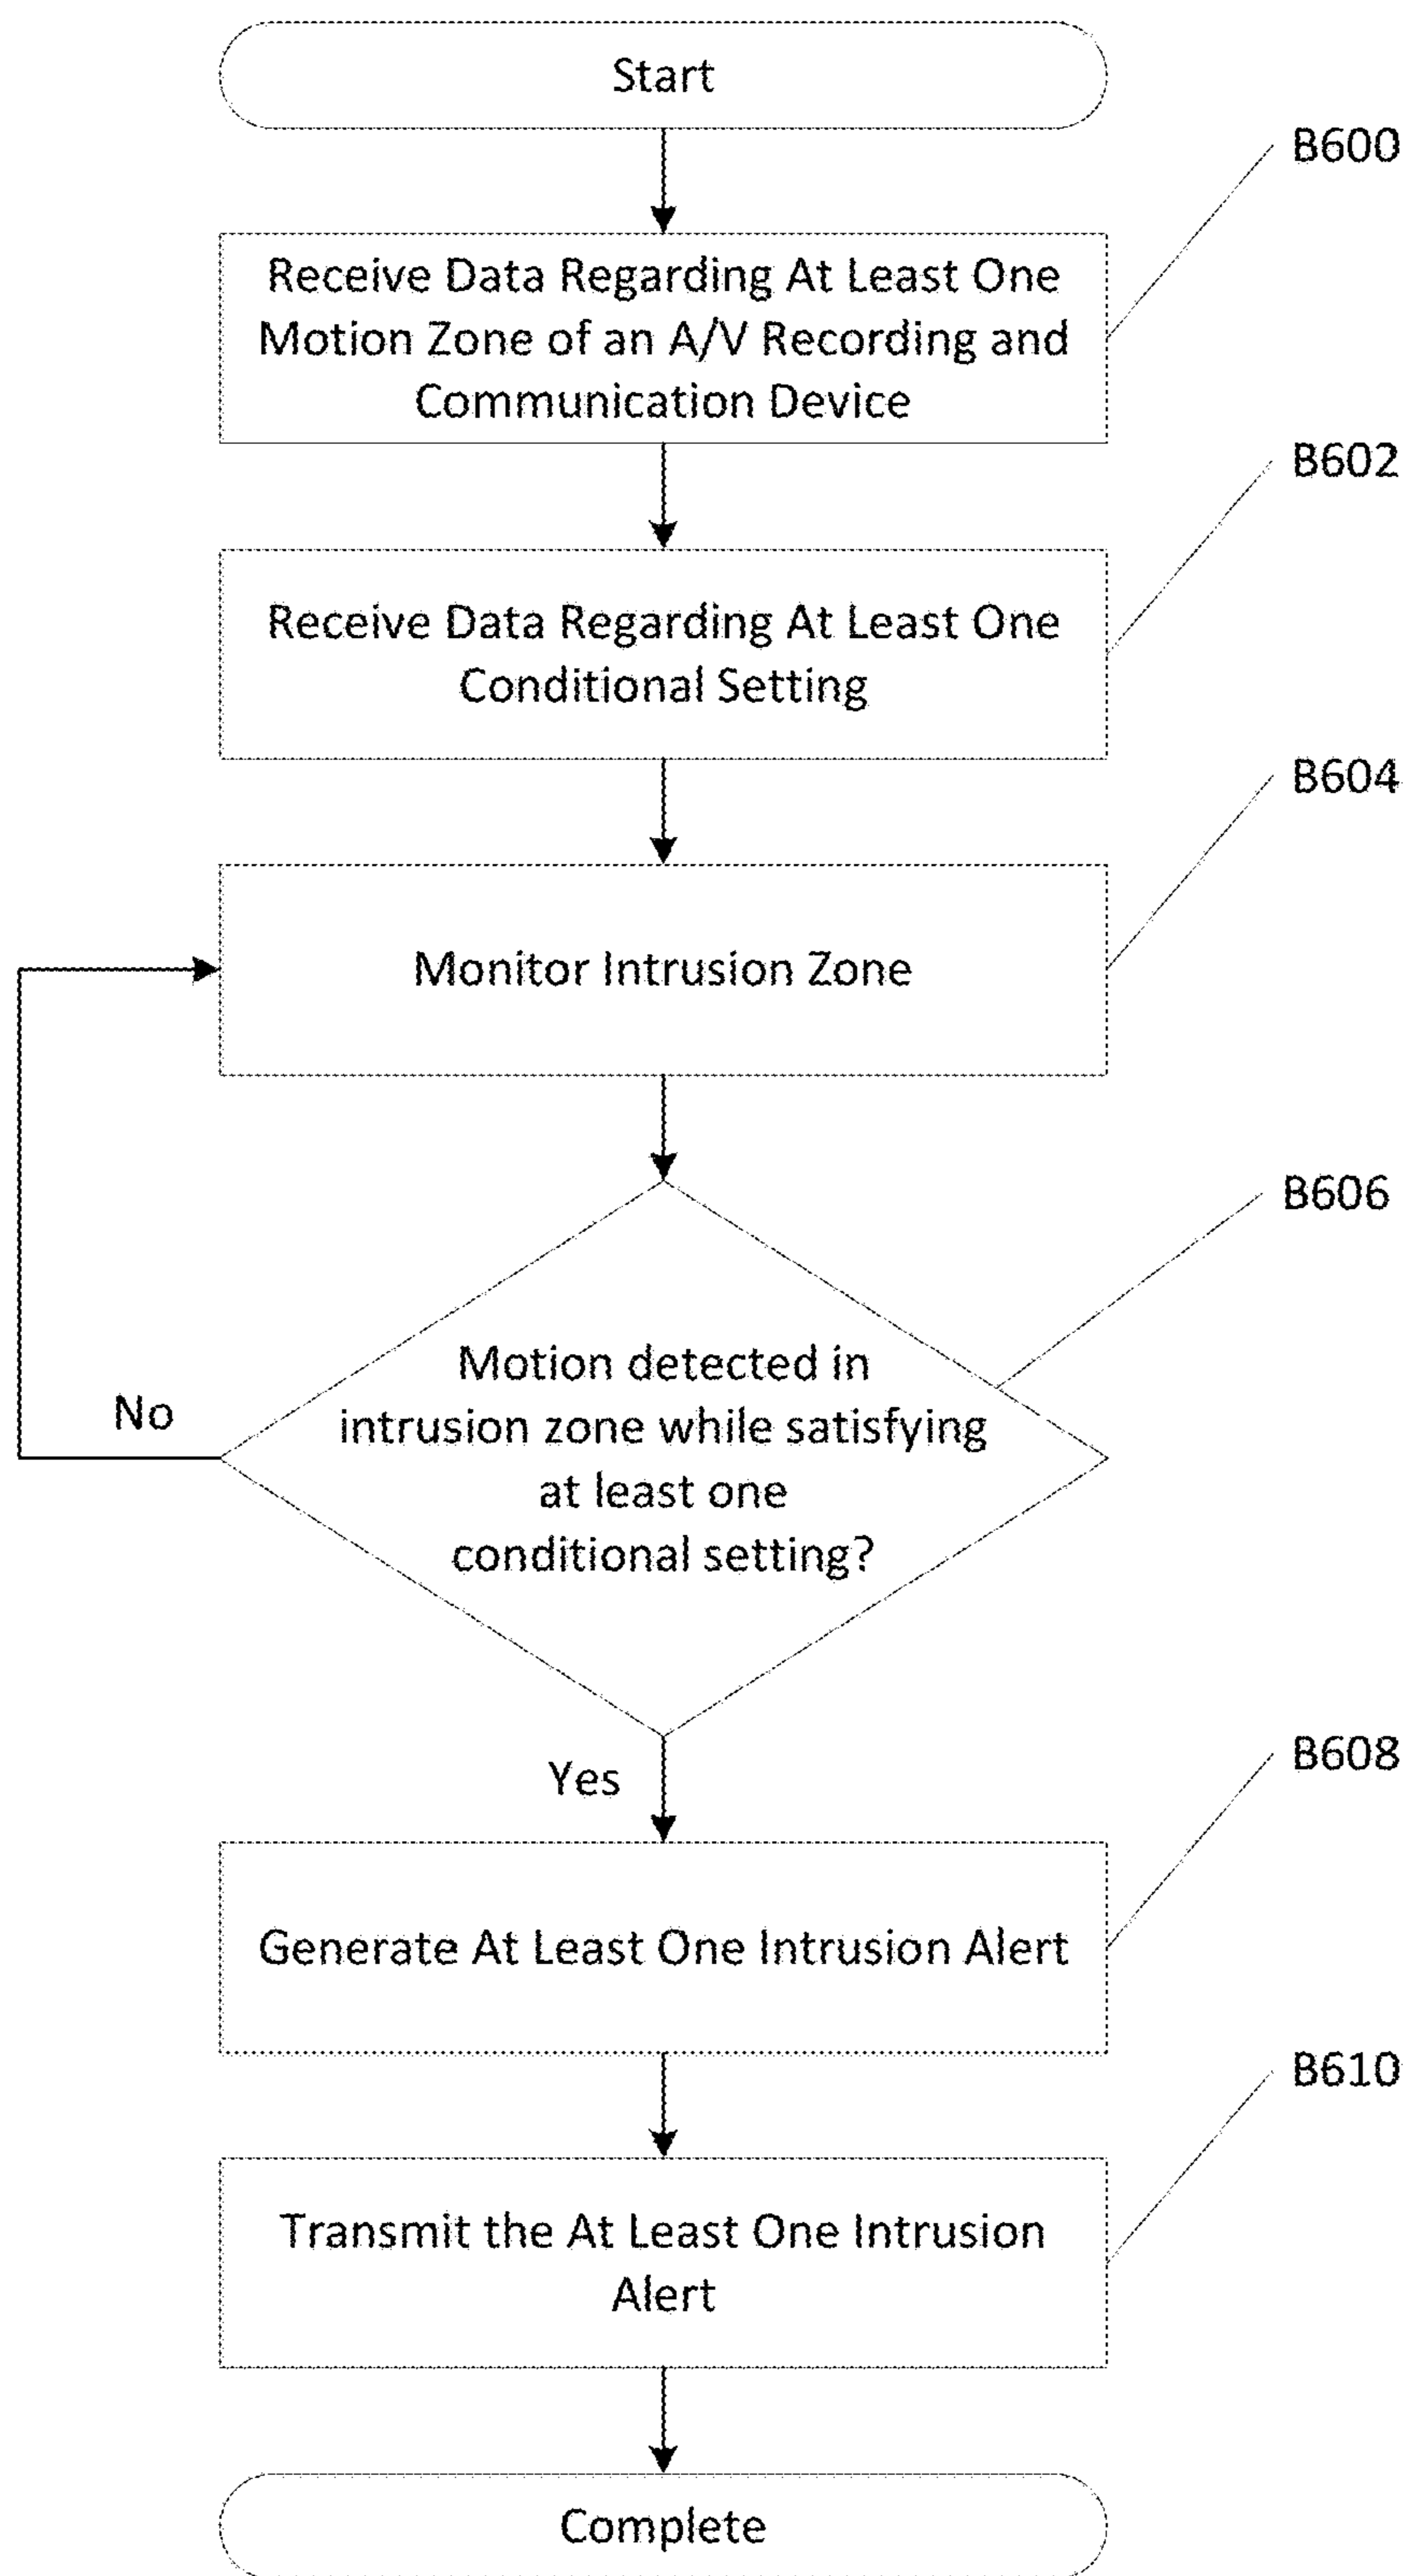 Start
B600
Receive Data Regarding At Least One
Motion Zone of an A/V Recording and
Communication Device
B602
Receive Data Regarding At Least One
Conditional Setting
B604
Monitor Intrusion Zone
B606
Motion detected in
intrusion zone while satisfying
at least one
conditional setting?
No
Yes
B608
Generate At Least One Intrusion Alert
B610
Transmit the At Least One Intrusion
Alert
Complete